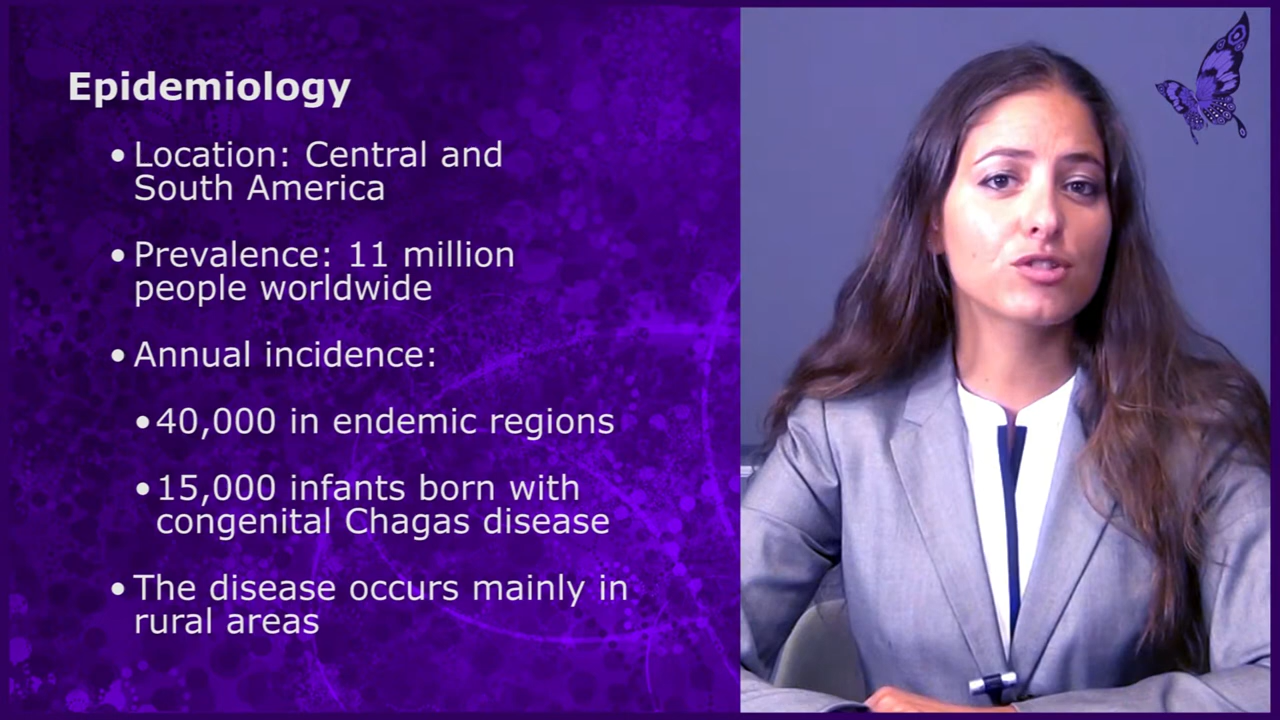 Epidemiology
• Location: Central and
South America
• Prevalence: 11 million
people worldwide
• Annual incidence:
• 40,000 in endemic regions
• 15,000 infants born with
congenital Chagas disease
• The disease occurs mainly in
rural areas